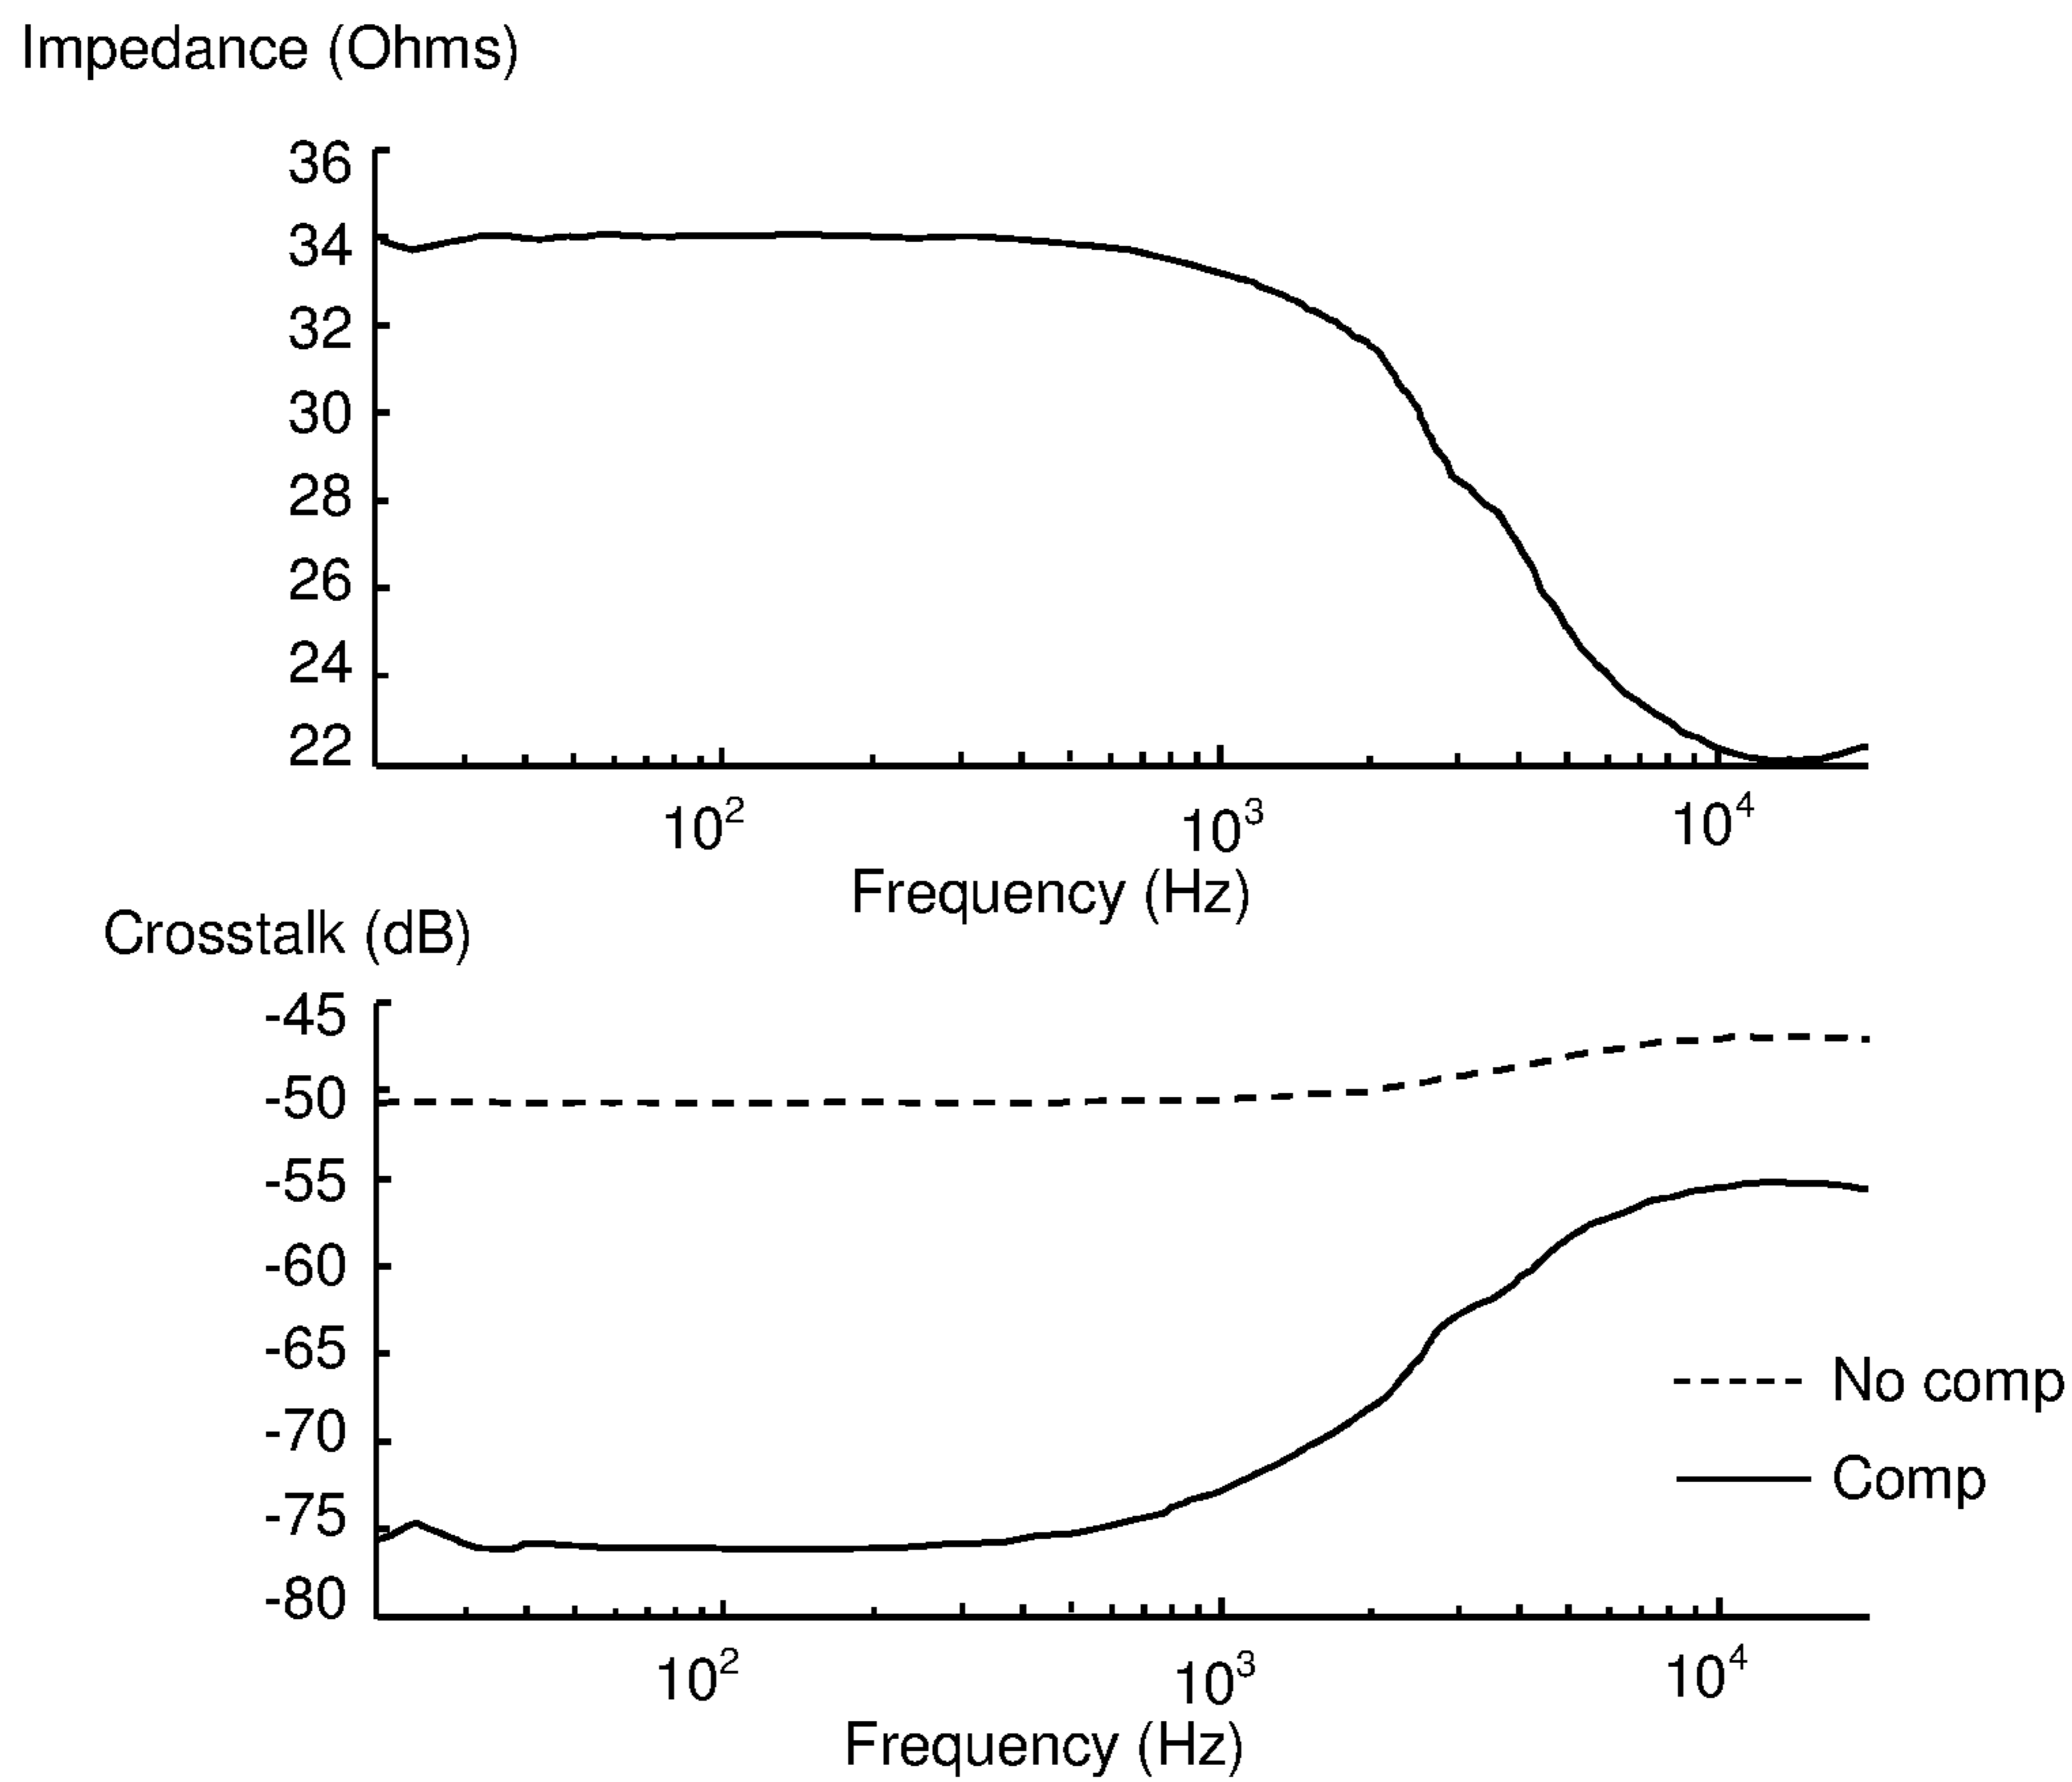 Impedance (Ohms)
36
34
32
30
28
26
24
22
10² 10³ 10⁴
Frequency (Hz)
Crosstalk (dB)
-45
-50
-55
-60
-65
-70
-75
-80
No comp
Comp
10² 10³ 10⁴
Frequency (Hz)